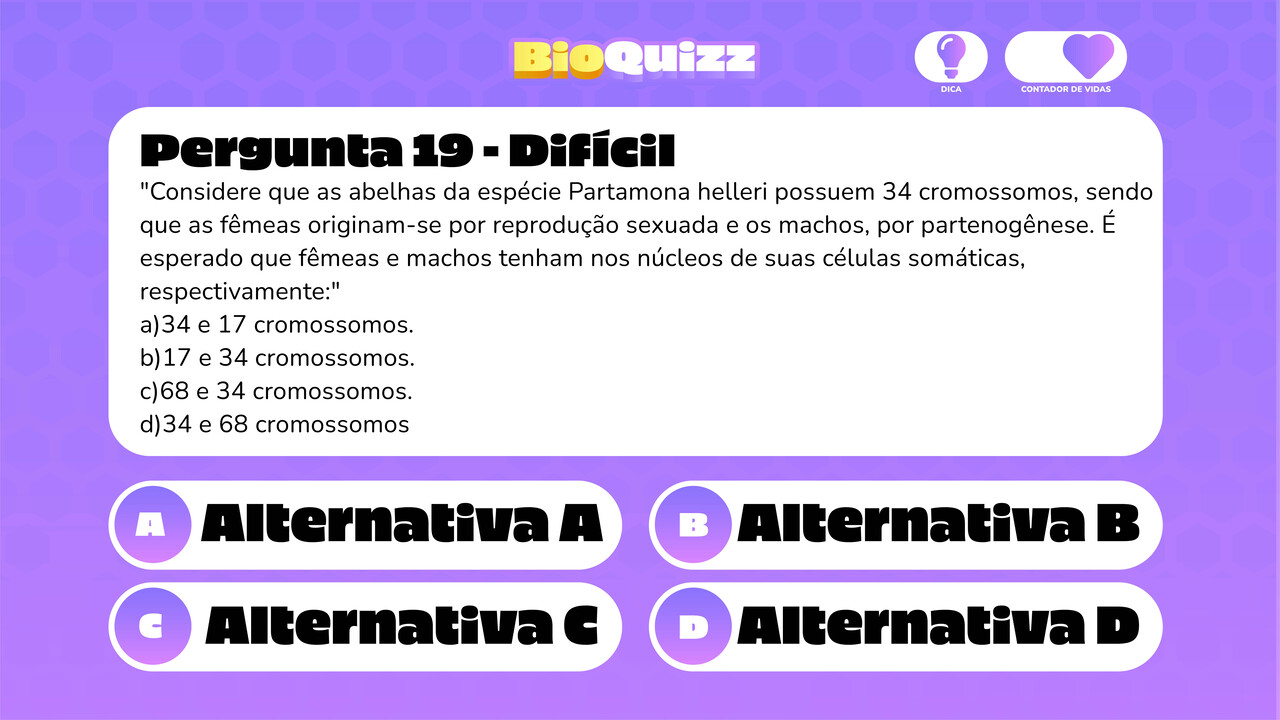 BioQuizz
DICA
CONTADOR DE VIDAS
Pergunta 19 - Difícil
"Considere que as abelhas da espécie Partamona helleri possuem 34 cromossomos, sendo
que as fêmeas originam-se por reprodução sexuada e os machos, por partenogênese. É
esperado que fêmeas e machos tenham nos núcleos de suas células somáticas,
respectivamente:"
a)34 e 17 cromossomos.
b)17 e 34 cromossomos.
c)68 e 34 cromossomos.
d)34 e 68 cromossomos
A Alternativa A
B Alternativa B
C Alternativa C
D Alternativa D